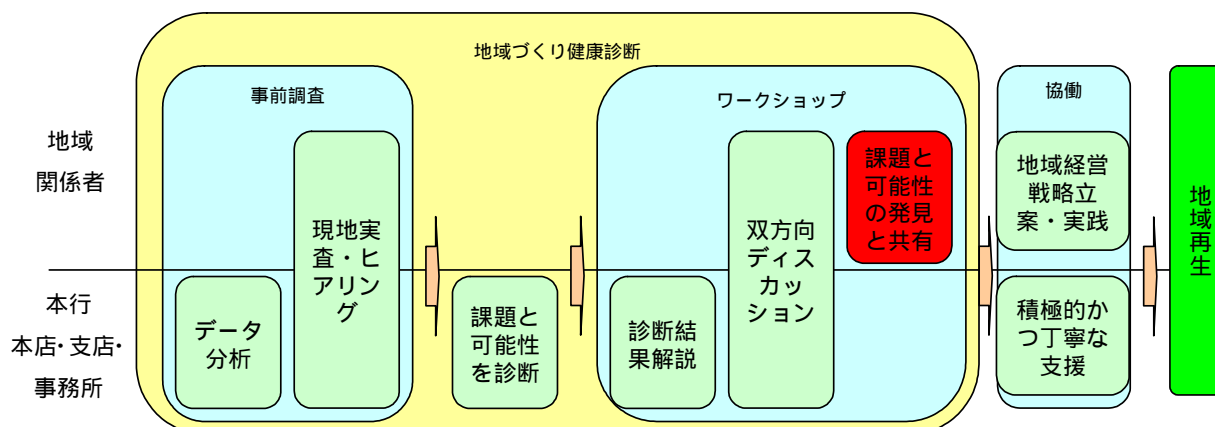 地域づくり健康診断
事前調査
ワークショップ
協働
地域
関係者
現地実
査・ヒ
アリン
グ
双方向
ディス
カッ
ション
課題と
可能性
の発見
と共有
地域経営
戦略立
案・実践
地域再生
本行
本店・支店・
事務所
データ
分析
課題と
可能性
を診断
診断結
果解説
積極的か
つ丁寧な
支援